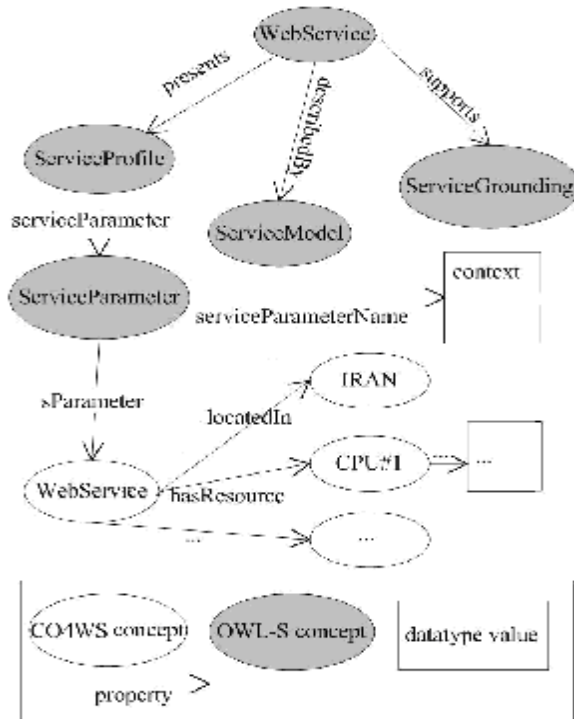 WebService
presents
describedBy
supports
ServiceProfile
ServiceGrounding
serviceParameter
ServiceModel
ServiceParameter
context
serviceParameterName
IRAN
sParameter
locatedIn
WebService
hasResource
CPU#1
...
...
...
...
CO4WS concept
OWL-S concept
datatype value
property